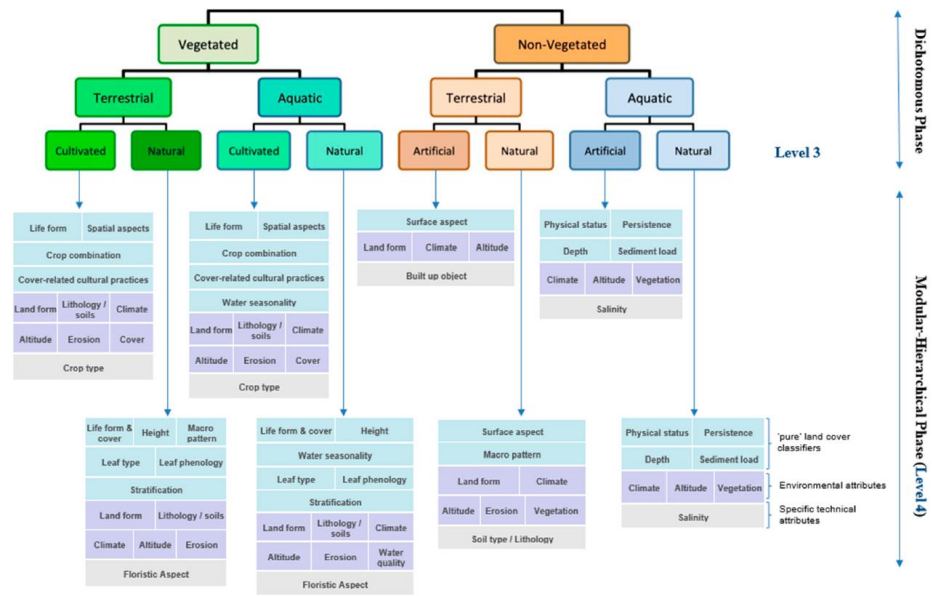 Vegetated
Non-Vegetated
Terrestrial
Aquatic
Terrestrial
Aquatic
Cultivated
Natural
Cultivated
Natural
Artificial
Natural
Artificial
Natural
Level 3
Dichotomous Phase
Life form
Spatial aspects
Crop combination
Cover-related cultural practices
Land form
Lithology /
soils
Climate
Altitude
Erosion
Cover
Crop type
Life form
Spatial aspects
Crop combination
Cover-related cultural practices
Water seasonality
Land form
Lithology /
soils
Climate
Altitude
Erosion
Cover
Crop type
Surface aspect
Land form
Climate
Altitude
Built up object
Physical status
Persistence
Depth
Sediment load
Climate
Altitude
Vegetation
Salinity
Modular-Hierarchical Phase (Level 4)
Life form &
cover
Height
Macro
pattern
Leaf type
Leaf phenology
Stratification
Land form
Lithology / soils
Climate
Altitude
Erosion
Floristic Aspect
Life form & cover
Height
Water seasonality
Leaf type
Leaf phenology
Stratification
Land form
Lithology /
soils
Climate
Altitude
Erosion
Water
quality
Floristic Aspect
Surface aspect
Macro pattern
Land form
Climate
Altitude
Erosion
Vegetation
Soil type / Lithology
Physical status
Persistence
Depth
Sediment load
Climate
Altitude
Vegetation
Salinity
'pure' land cover
classifiers
Environmental attributes
Specific technical
attributes